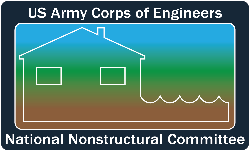 US Army Corps of Engineers
National Nonstructural Committee